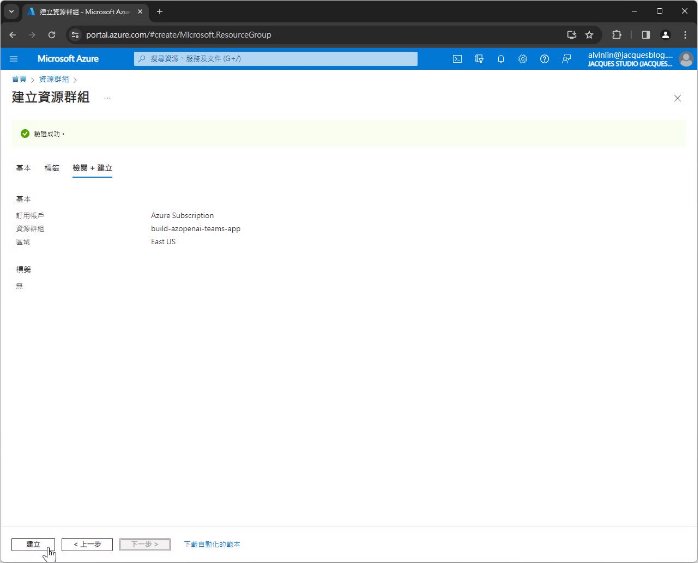 建立資源群組 - Microsoft Azur
portal.azure.com/#create/Microsoft.ResourceGroup
Microsoft Azure
搜尋資源、服務及文件 (G+/)
alvinlin@jacquesblog....
JACQUES STUDIO (JACQUES...
首頁 > 資源群組 >
建立資源群組 ...
驗證成功。
基本 標籤 檢閱 + 建立
基本
訂用帳戶 Azura Subscription
資源群組 build-azopenai-teams-app
區域 East US
標籤
無
建立 < 上一步 下一步 > 下載自動化的範本